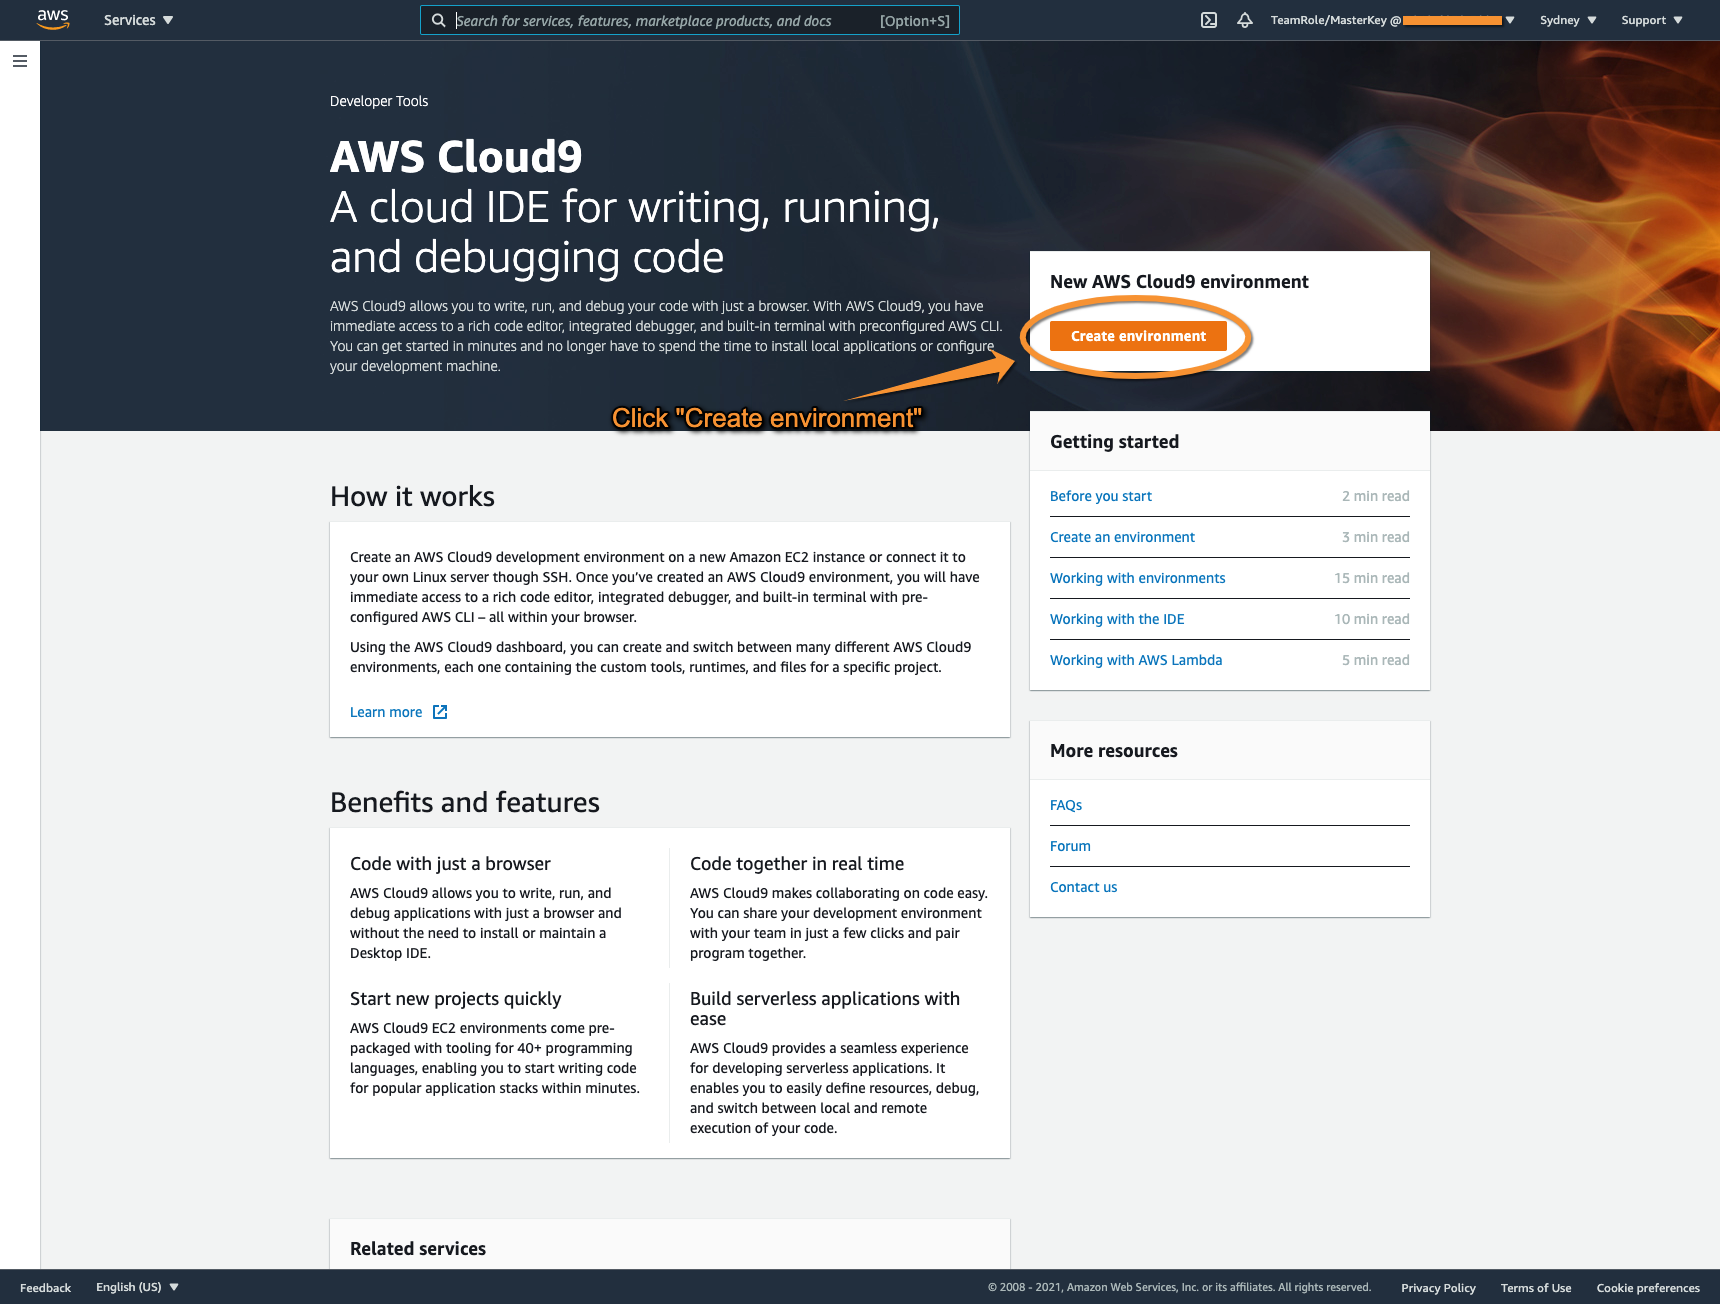 aws
Services
Search for services, features, marketplace products, and docs
[Option+S]
TeamRole/MasterKey @
Sydney
Support
Developer Tools
AWS Cloud9
A cloud IDE for writing, running,
and debugging code
AWS Cloud9 allows you to write, run, and debug your code with just a browser. With AWS Cloud9, you have
immediate access to a rich code editor, integrated debugger, and built-in terminal with preconfigured AWS CLI.
You can get started in minutes and no longer have to spend the time to install local applications or configure
your development machine.
New AWS Cloud9 environment
Create environment
Click "Create environment"
How it works
Create an AWS Cloud9 development environment on a new Amazon EC2 instance or connect it to
your own Linux server though SSH. Once you've created an AWS Cloud9 environment, you will have
immediate access to a rich code editor, integrated debugger, and built-in terminal with pre-
configured AWS CLI – all within your browser.
Using the AWS Cloud9 dashboard, you can create and switch between many different AWS Cloud9
environments, each one containing the custom tools, runtimes, and files for a specific project.
Learn more
Benefits and features
Code with just a browser
AWS Cloud9 allows you to write, run, and
debug applications with just a browser and
without the need to install or maintain a
Desktop IDE.
Code together in real time
AWS Cloud9 makes collaborating on code easy.
You can share your development environment
with your team in just a few clicks and pair
program together.
Start new projects quickly
AWS Cloud9 EC2 environments come pre-
packaged with tooling for 40+ programming
languages, enabling you to start writing code
for popular application stacks within minutes.
Build serverless applications with
ease
AWS Cloud9 provides a seamless experience
for developing serverless applications. It
enables you to easily define resources, debug,
and switch between local and remote
execution of your code.
Related services
Getting started
Before you start
2 min read
Create an environment
3 min read
Working with environments
15 min read
Working with the IDE
10 min read
Working with AWS Lambda
5 min read
More resources
FAQs
Forum
Contact us
Feedback
English (US)
© 2008 - 2021, Amazon Web Services, Inc. or its affiliates. All rights reserved.
Privacy Policy
Terms of Use
Cookie preferences